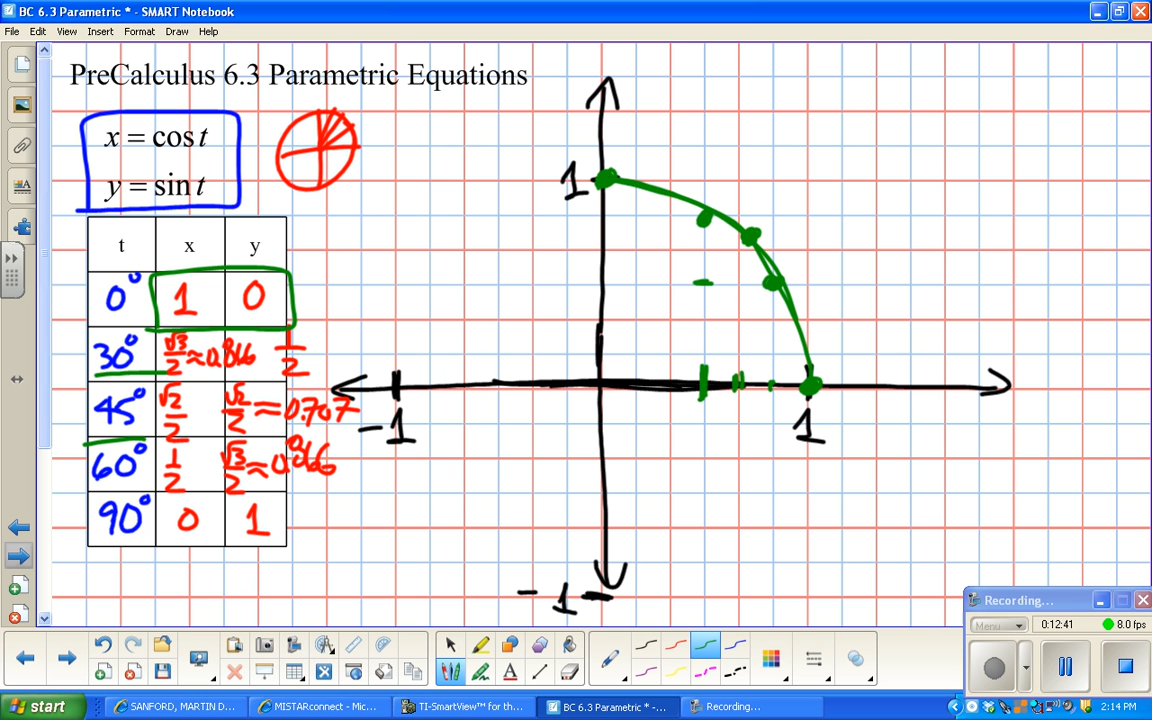 BC 6.3 Parametric * - SMART Notebook
File Edit View Insert Format Draw Help
PreCalculus 6.3 Parametric Equations
x = cos t
y = sin t
t x y
0° 1 0
30° √3/2 ≈ 0.866 1/2
45° √2/2 √2/2 ≈ 0.707
60° 1/2 √3/2 ≈ 0.866
90° 0 1
1
-1 1
-1
Recording...
Menu 0:12:41 8.0 fps
start SANFORD, MARTIN D... MISTARconnect - Mic... TI-SmartView™ for th... BC 6.3 Parametric * -... Recording... 2:14 PM